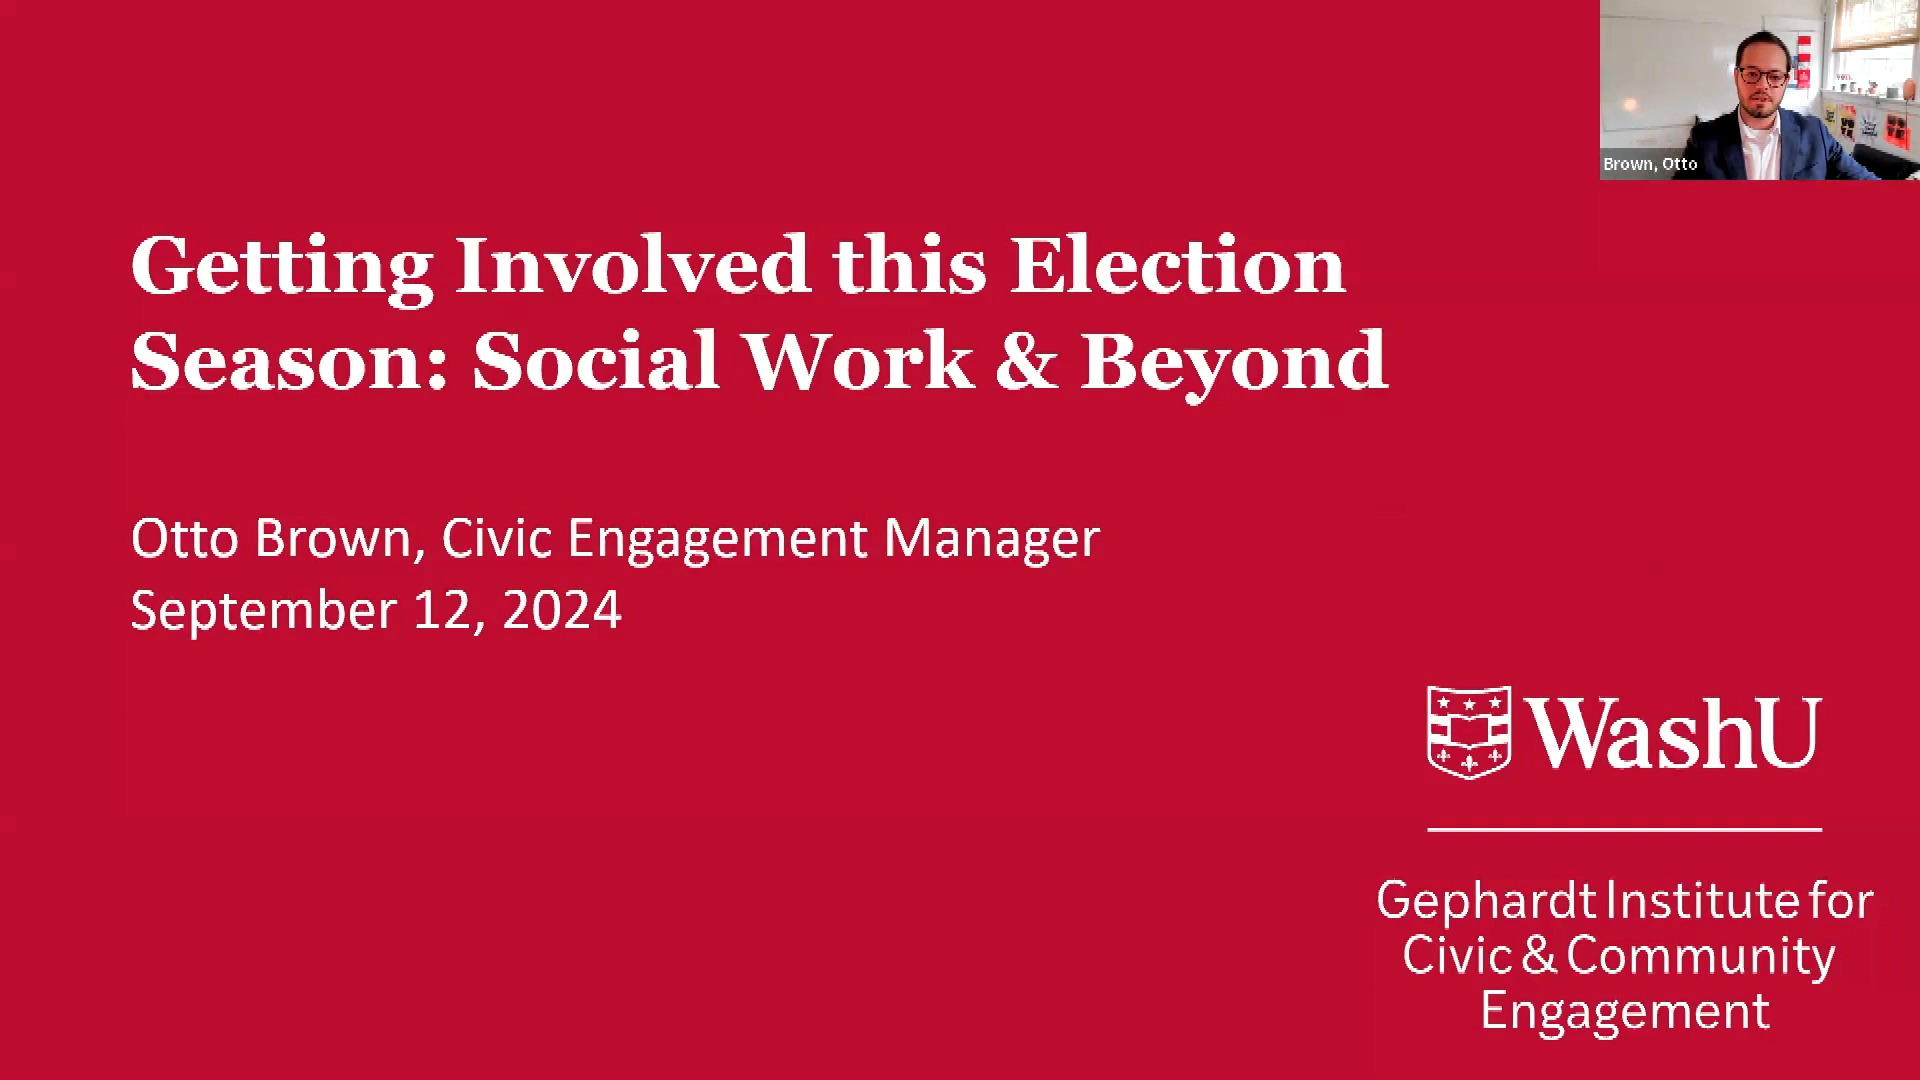 Brown, Otto
Getting Involved this Election
Season: Social Work & Beyond
Otto Brown, Civic Engagement Manager
September 12, 2024
WashU
Gephardt Institute for
Civic & Community
Engagement